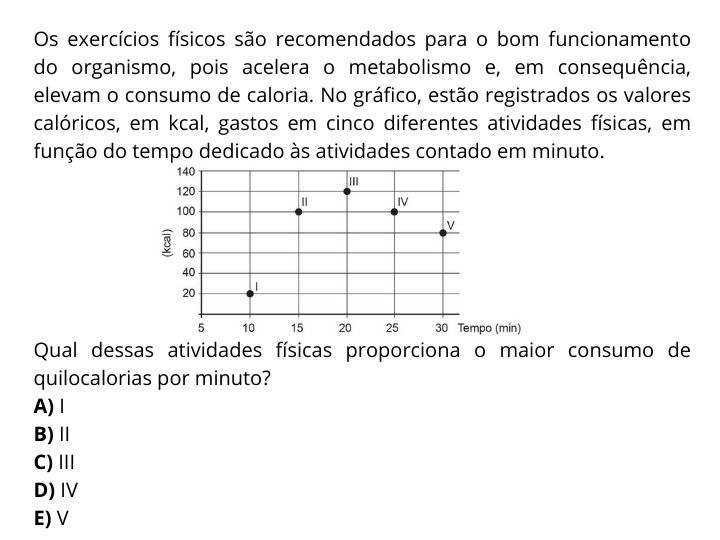 Os exercícios físicos são recomendados para o bom funcionamento
do organismo, pois acelera o metabolismo e, em consequência,
elevam o consumo de caloria. No gráfico, estão registrados os valores
calóricos, em kcal, gastos em cinco diferentes atividades físicas, em
função do tempo dedicado às atividades contado em minuto.
140
120
100
80
60
40
20
(kcal)
I
II
III
IV
V
5 10 15 20 25 30 Tempo (min)
Qual dessas atividades físicas proporciona o maior consumo de
quilocalorias por minuto?
A) I
B) II
C) III
D) IV
E) V